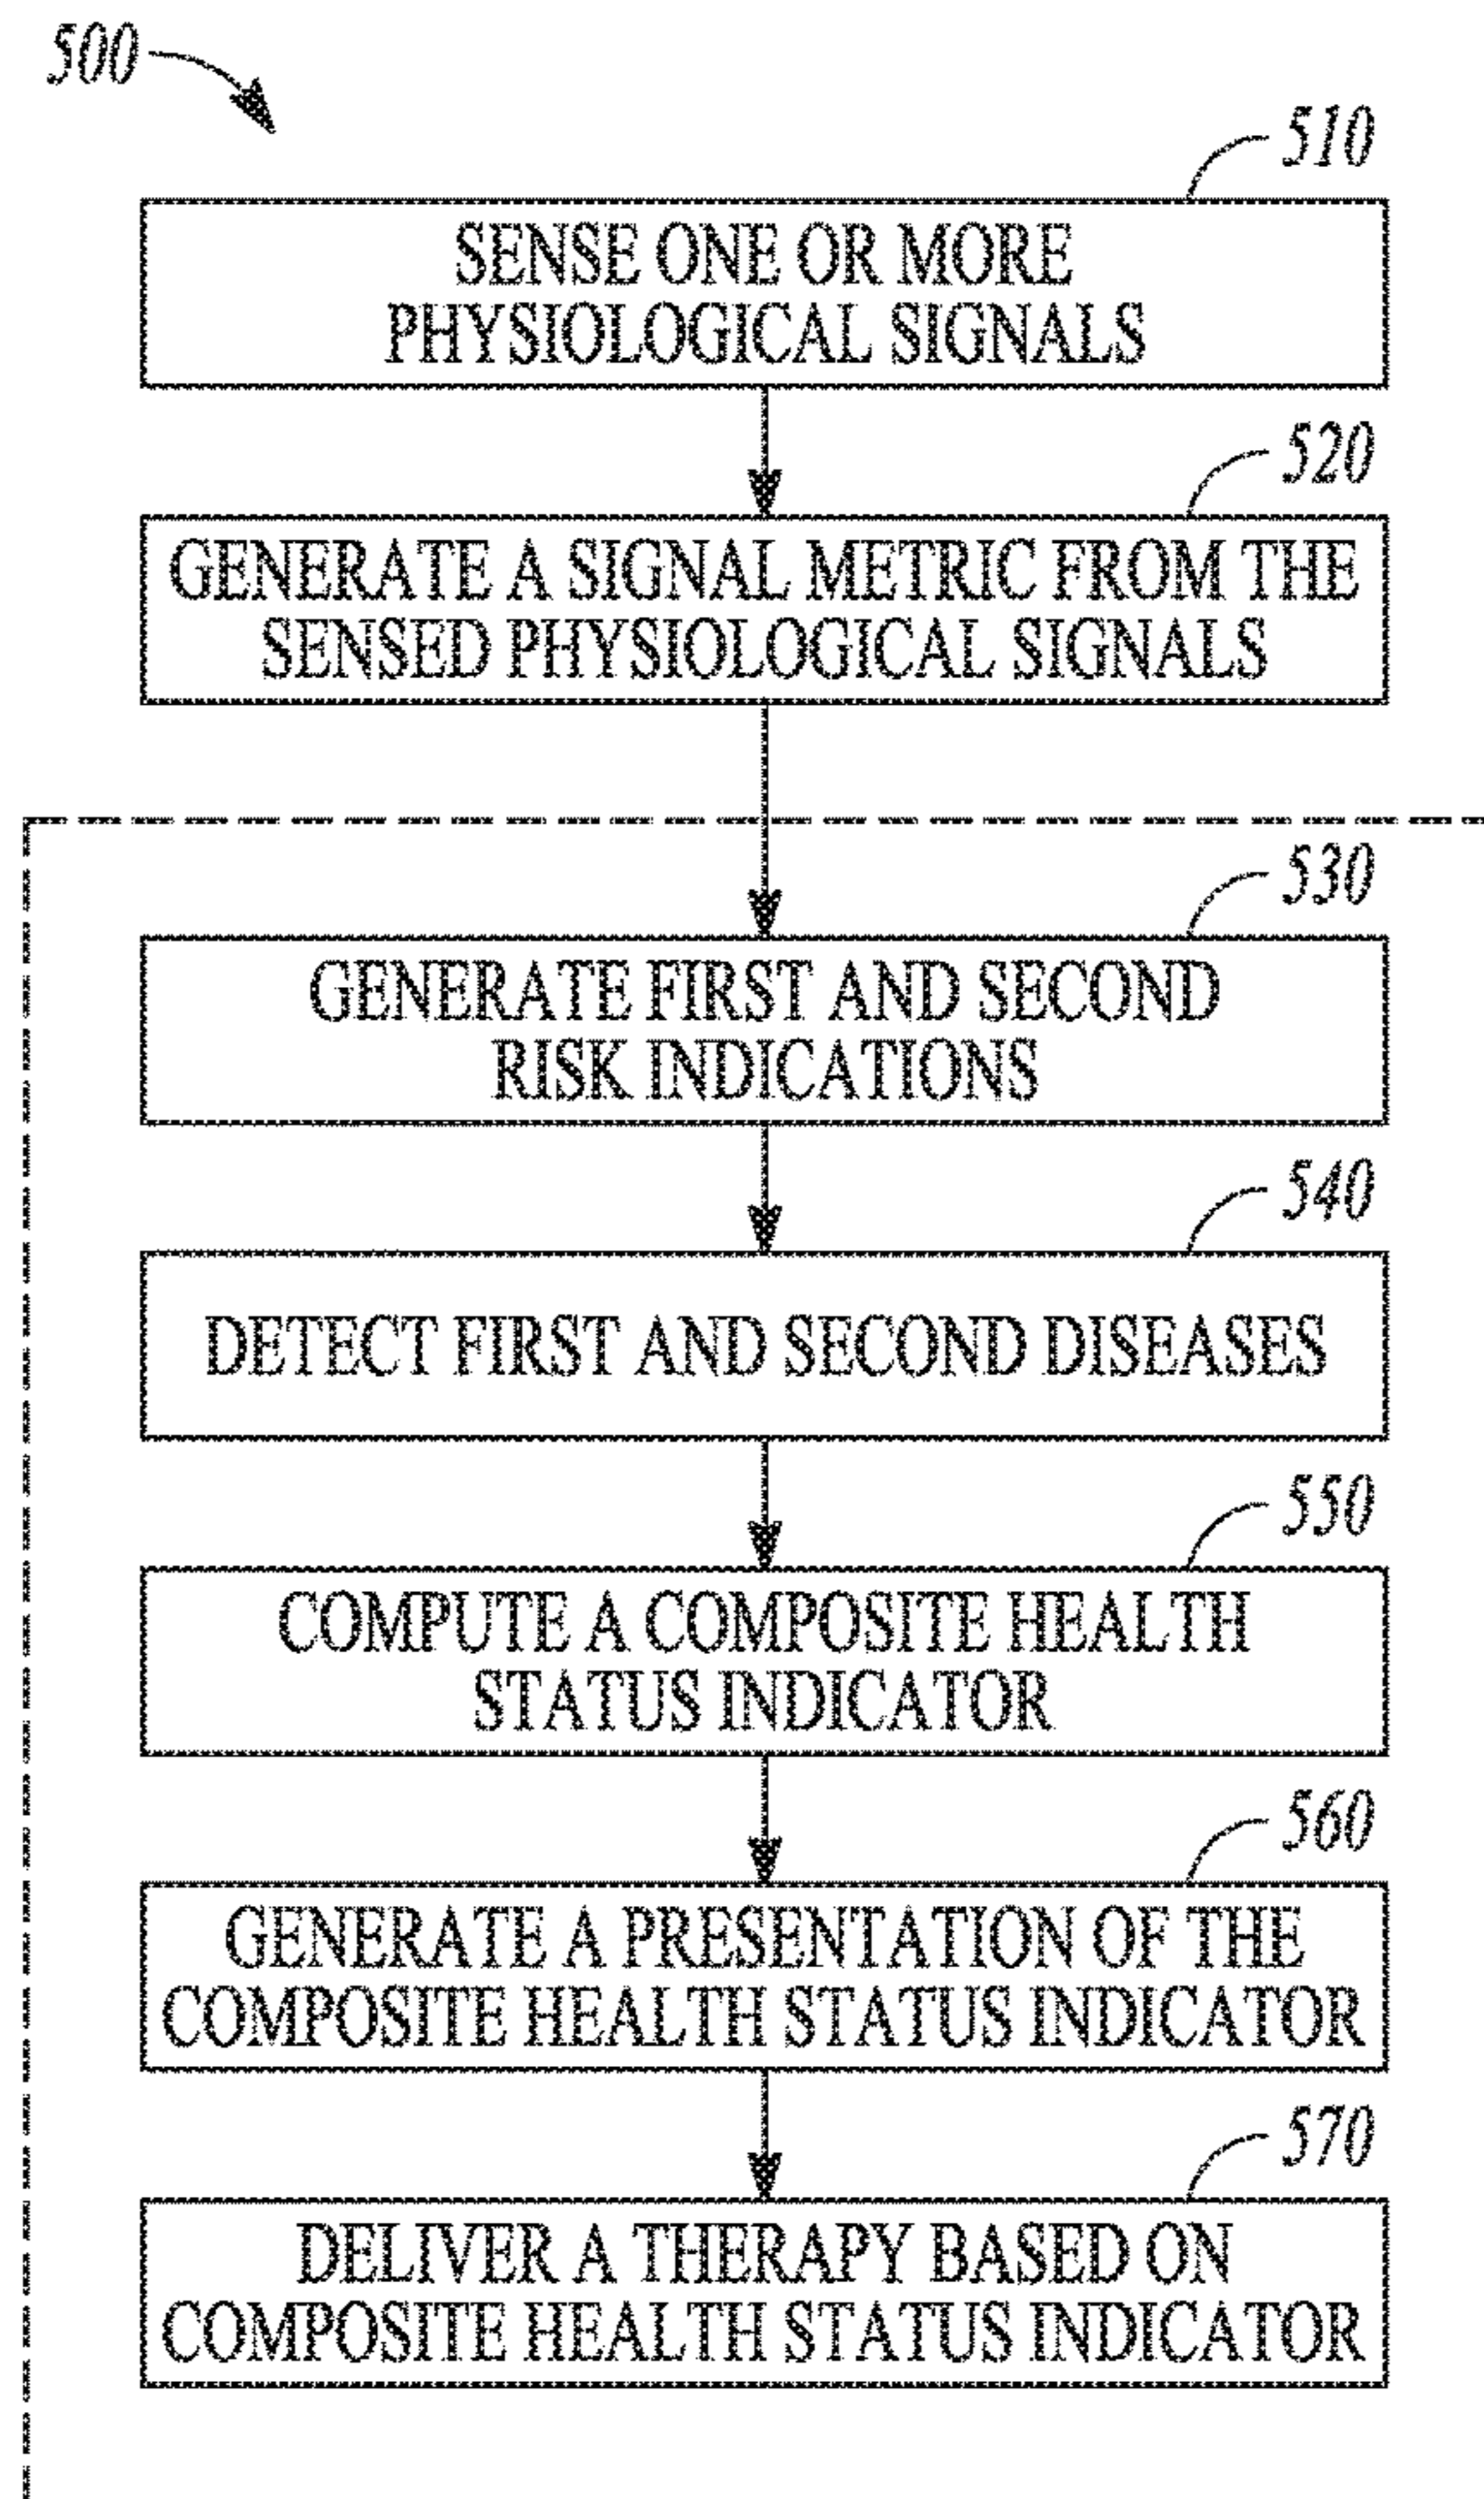 500
510
SENSE ONE OR MORE
PHYSIOLOGICAL SIGNALS
520
GENERATE A SIGNAL METRIC FROM THE
SENSED PHYSIOLOGICAL SIGNALS
530
GENERATE FIRST AND SECOND
RISK INDICATIONS
540
DETECT FIRST AND SECOND DISEASES
550
COMPUTE A COMPOSITE HEALTH
STATUS INDICATOR
560
GENERATE A PRESENTATION OF THE
COMPOSITE HEALTH STATUS INDICATOR
570
DELIVER A THERAPY BASED ON
COMPOSITE HEALTH STATUS INDICATOR